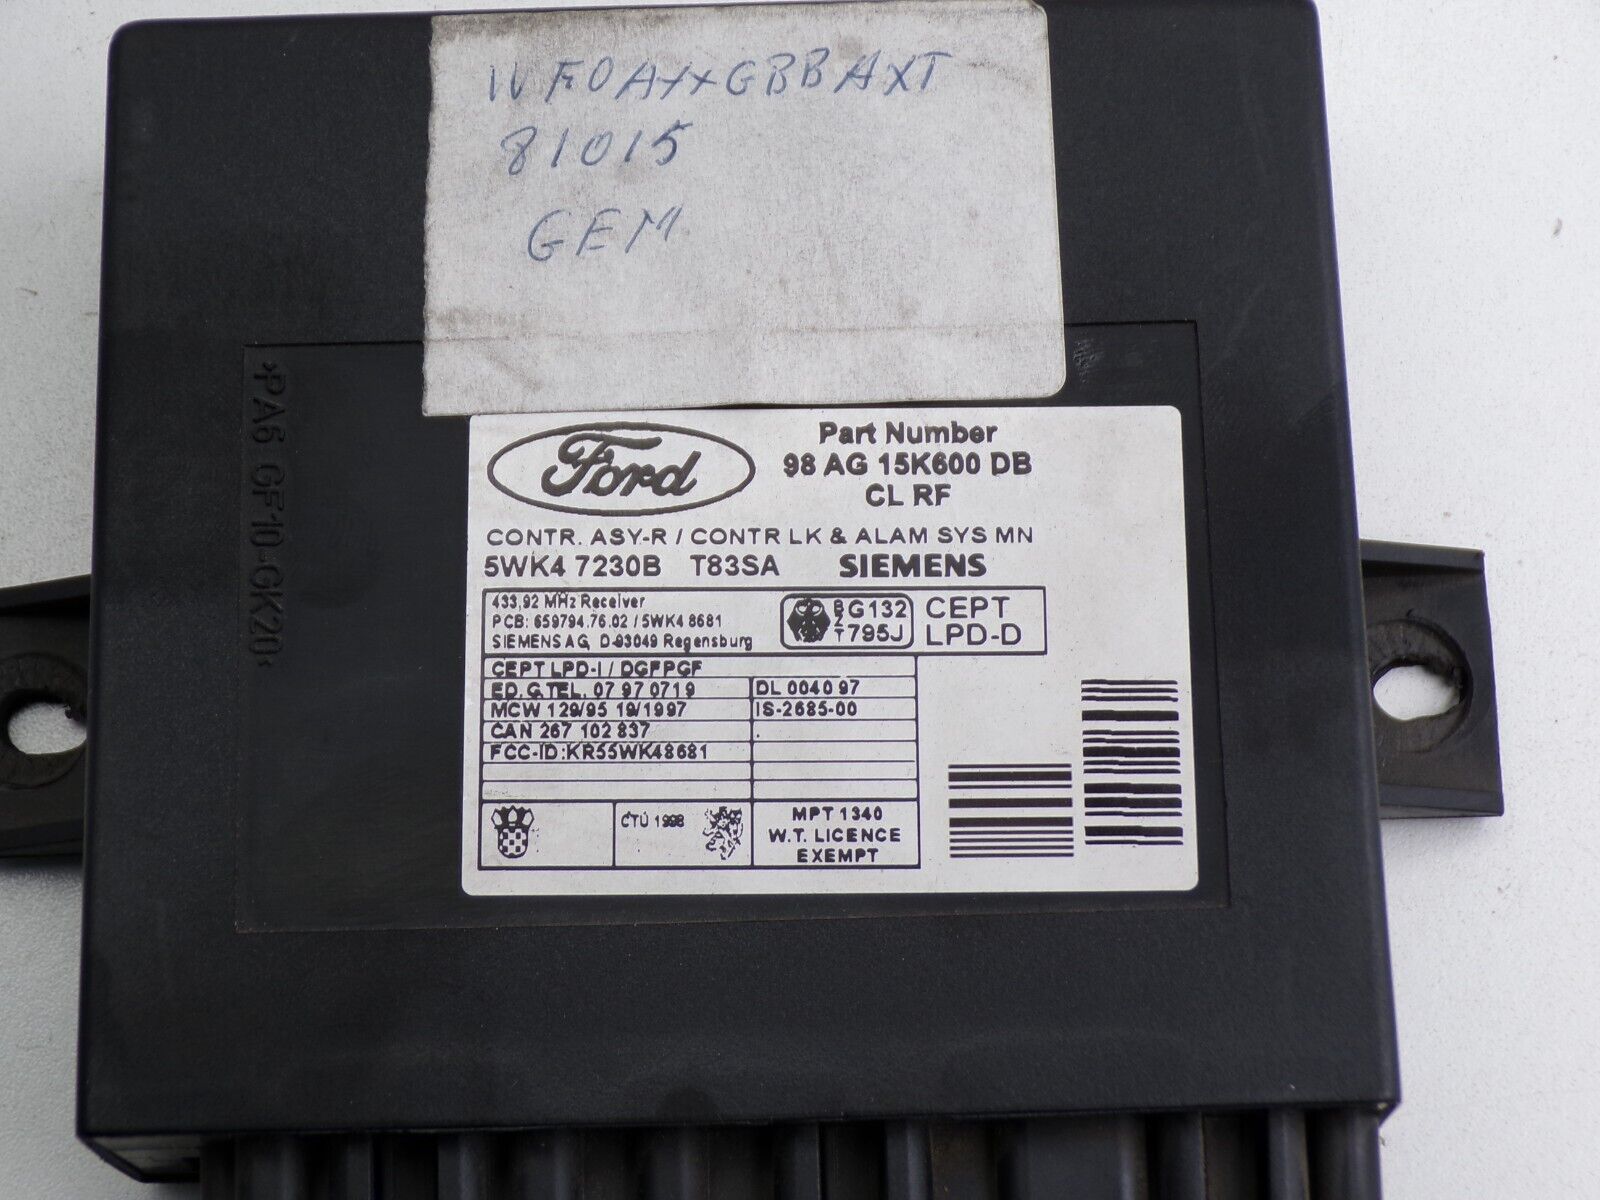 WF0AXXGBBAXT
81015
GEM
>PA6 GF10-GK20<
Ford
Part Number
98 AG 15K600 DB
CL RF
CONTR. ASY-R / CONTR LK & ALAM SYS MN
5WK4 7230B T83SA SIEMENS
433,92 MHz Receiver
PCB: 659794.76.02 / 5WK4 8681
SIEMENS AG, D-93049 Regensburg
BZT
G132
795J
CEPT
LPD-D
CEPT LPD-I / DGFPGF
ED. G. TEL. 07 97 0719 DL 0040 97
MCW 129/95 19/1997 IS-2685-00
CAN 267 102 837
FCC-ID:KR55WK48681
ČTÚ 1998
MPT 1340
W.T. LICENCE
EXEMPT